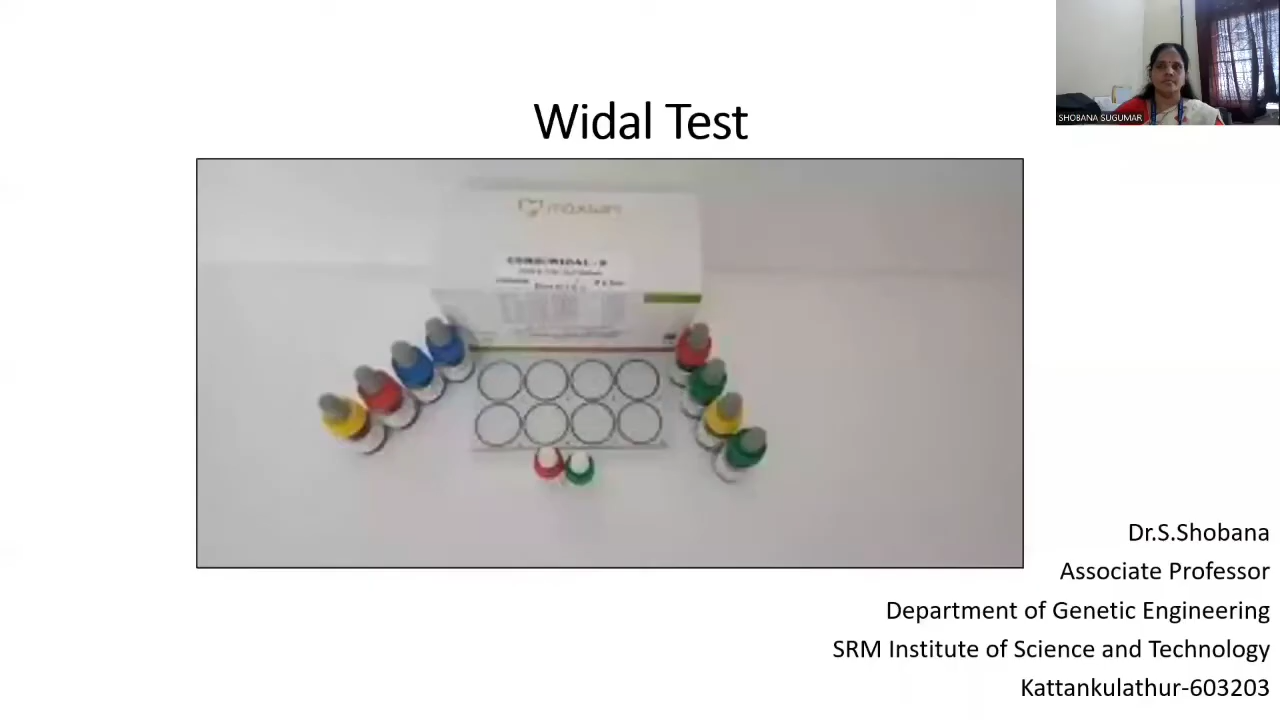 SHOBANA SUGUMAR
Widal Test
Dr.S.Shobana
Associate Professor
Department of Genetic Engineering
SRM Institute of Science and Technology
Kattankulathur-603203